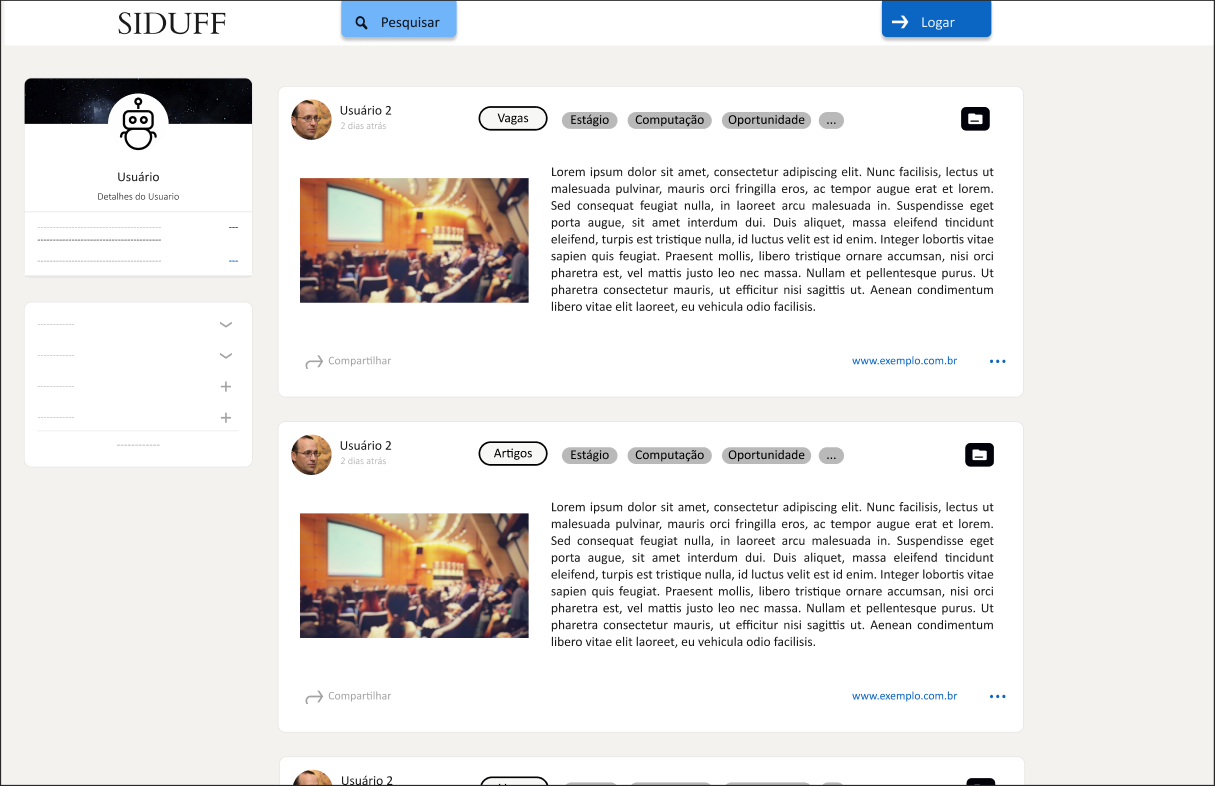 SIDUFF
Pesquisar
Logar
Usuário
Detalhes do Usuario
Usuário 2
2 dias atrás
Vagas
Estágio
Computação
Oportunidade
...
Lorem ipsum dolor sit amet, consectetur adipiscing elit. Nunc facilisis, lectus ut
malesuada pulvinar, mauris orci fringilla eros, ac tempor augue erat et lorem.
Sed consequat feugiat nulla, in laoreet arcu malesuada in. Suspendisse eget
porta augue, sit amet interdum dui. Duis aliquet, massa eleifend tincidunt
eleifend, turpis est tristique nulla, id luctus velit est id enim. Integer lobortis vitae
sapien quis feugiat. Praesent mollis, libero tristique ornare accumsan, nisi orci
pharetra est, vel mattis justo leo nec massa. Nullam et pellentesque purus. Ut
pharetra consectetur mauris, ut efficitur nisi sagittis ut. Aenean condimentum
libero vitae elit laoreet, eu vehicula odio facilisis.
Compartilhar
www.exemplo.com.br
Usuário 2
2 dias atrás
Artigos
Estágio
Computação
Oportunidade
...
Lorem ipsum dolor sit amet, consectetur adipiscing elit. Nunc facilisis, lectus ut
malesuada pulvinar, mauris orci fringilla eros, ac tempor augue erat et lorem.
Sed consequat feugiat nulla, in laoreet arcu malesuada in. Suspendisse eget
porta augue, sit amet interdum dui. Duis aliquet, massa eleifend tincidunt
eleifend, turpis est tristique nulla, id luctus velit est id enim. Integer lobortis vitae
sapien quis feugiat. Praesent mollis, libero tristique ornare accumsan, nisi orci
pharetra est, vel mattis justo leo nec massa. Nullam et pellentesque purus. Ut
pharetra consectetur mauris, ut efficitur nisi sagittis ut. Aenean condimentum
libero vitae elit laoreet, eu vehicula odio facilisis.
Compartilhar
www.exemplo.com.br
Usuário 2